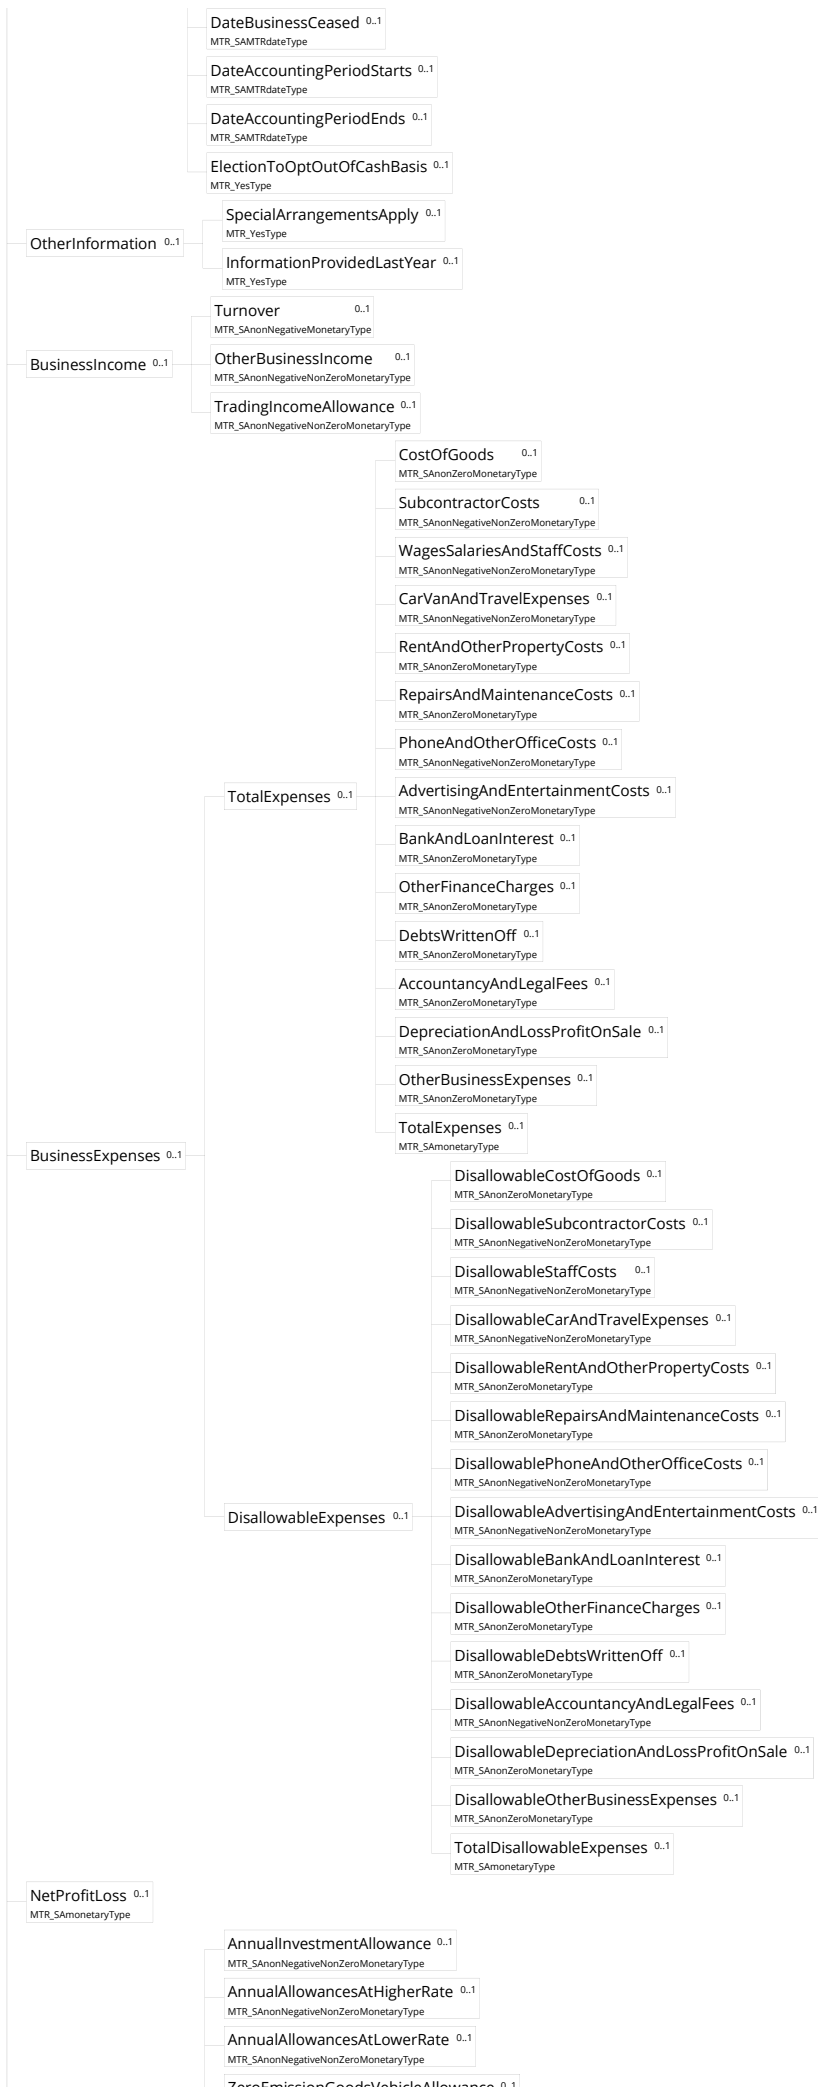 DateBusinessCeased 0..1
MTR_SAMTRdateType
DateAccountingPeriodStarts 0..1
MTR_SAMTRdateType
DateAccountingPeriodEnds 0..1
MTR_SAMTRdateType
ElectionToOptOutOfCashBasis 0..1
MTR_YesType
OtherInformation 0..1
SpecialArrangementsApply 0..1
MTR_YesType
InformationProvidedLastYear 0..1
MTR_YesType
BusinessIncome 0..1
Turnover 0..1
MTR_SAnonNegativeMonetaryType
OtherBusinessIncome 0..1
MTR_SAnonNegativeNonZeroMonetaryType
TradingIncomeAllowance 0..1
MTR_SAnonNegativeNonZeroMonetaryType
BusinessExpenses 0..1
TotalExpenses 0..1
CostOfGoods 0..1
MTR_SAnonZeroMonetaryType
SubcontractorCosts 0..1
MTR_SAnonNegativeNonZeroMonetaryType
WagesSalariesAndStaffCosts 0..1
MTR_SAnonNegativeNonZeroMonetaryType
CarVanAndTravelExpenses 0..1
MTR_SAnonNegativeNonZeroMonetaryType
RentAndOtherPropertyCosts 0..1
MTR_SAnonZeroMonetaryType
RepairsAndMaintenanceCosts 0..1
MTR_SAnonZeroMonetaryType
PhoneAndOtherOfficeCosts 0..1
MTR_SAnonNegativeNonZeroMonetaryType
AdvertisingAndEntertainmentCosts 0..1
MTR_SAnonNegativeNonZeroMonetaryType
BankAndLoanInterest 0..1
MTR_SAnonZeroMonetaryType
OtherFinanceCharges 0..1
MTR_SAnonZeroMonetaryType
DebtsWrittenOff 0..1
MTR_SAnonZeroMonetaryType
AccountancyAndLegalFees 0..1
MTR_SAnonZeroMonetaryType
DepreciationAndLossProfitOnSale 0..1
MTR_SAnonZeroMonetaryType
OtherBusinessExpenses 0..1
MTR_SAnonZeroMonetaryType
TotalExpenses 0..1
MTR_SAmonetaryType
DisallowableExpenses 0..1
DisallowableCostOfGoods 0..1
MTR_SAnonZeroMonetaryType
DisallowableSubcontractorCosts 0..1
MTR_SAnonNegativeNonZeroMonetaryType
DisallowableStaffCosts 0..1
MTR_SAnonNegativeNonZeroMonetaryType
DisallowableCarAndTravelExpenses 0..1
MTR_SAnonNegativeNonZeroMonetaryType
DisallowableRentAndOtherPropertyCosts 0..1
MTR_SAnonZeroMonetaryType
DisallowableRepairsAndMaintenanceCosts 0..1
MTR_SAnonZeroMonetaryType
DisallowablePhoneAndOtherOfficeCosts 0..1
MTR_SAnonNegativeNonZeroMonetaryType
DisallowableAdvertisingAndEntertainmentCosts 0..1
MTR_SAnonNegativeNonZeroMonetaryType
DisallowableBankAndLoanInterest 0..1
MTR_SAnonZeroMonetaryType
DisallowableOtherFinanceCharges 0..1
MTR_SAnonZeroMonetaryType
DisallowableDebtsWrittenOff 0..1
MTR_SAnonZeroMonetaryType
DisallowableAccountancyAndLegalFees 0..1
MTR_SAnonNegativeNonZeroMonetaryType
DisallowableDepreciationAndLossProfitOnSale 0..1
MTR_SAnonZeroMonetaryType
DisallowableOtherBusinessExpenses 0..1
MTR_SAnonZeroMonetaryType
TotalDisallowableExpenses 0..1
MTR_SAmonetaryType
NetProfitLoss 0..1
MTR_SAmonetaryType
AnnualInvestmentAllowance 0..1
MTR_SAnonNegativeNonZeroMonetaryType
AnnualAllowancesAtHigherRate 0..1
MTR_SAnonNegativeNonZeroMonetaryType
AnnualAllowancesAtLowerRate 0..1
MTR_SAnonNegativeNonZeroMonetaryType
ZeroEmissionGoodsVehicleAllowance 0..1